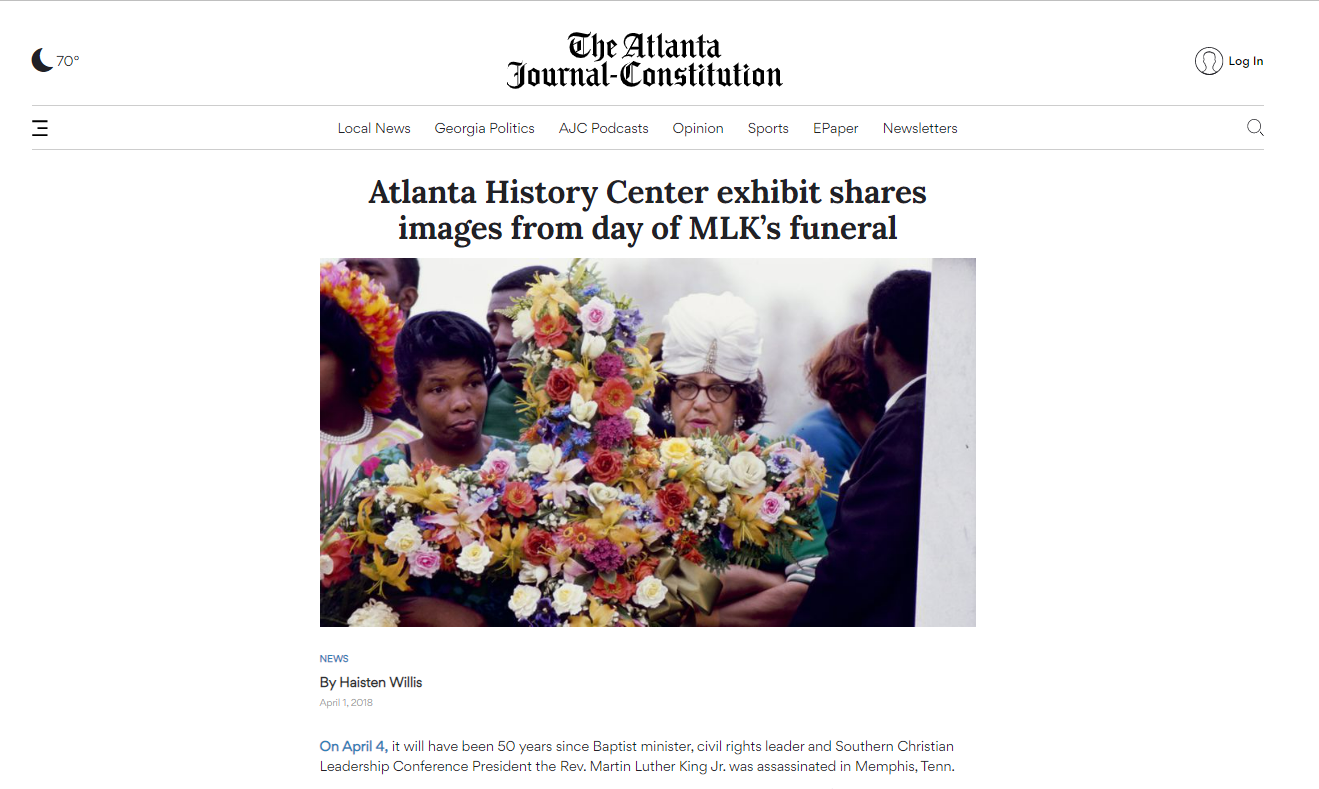 70°
The Atlanta
Journal-Constitution
Log In
Local News Georgia Politics AJC Podcasts Opinion Sports EPaper Newsletters
Atlanta History Center exhibit shares
images from day of MLK’s funeral
NEWS
By Haisten Willis
April 1, 2018
On April 4, it will have been 50 years since Baptist minister, civil rights leader and Southern Christian
Leadership Conference President the Rev. Martin Luther King Jr. was assassinated in Memphis, Tenn.